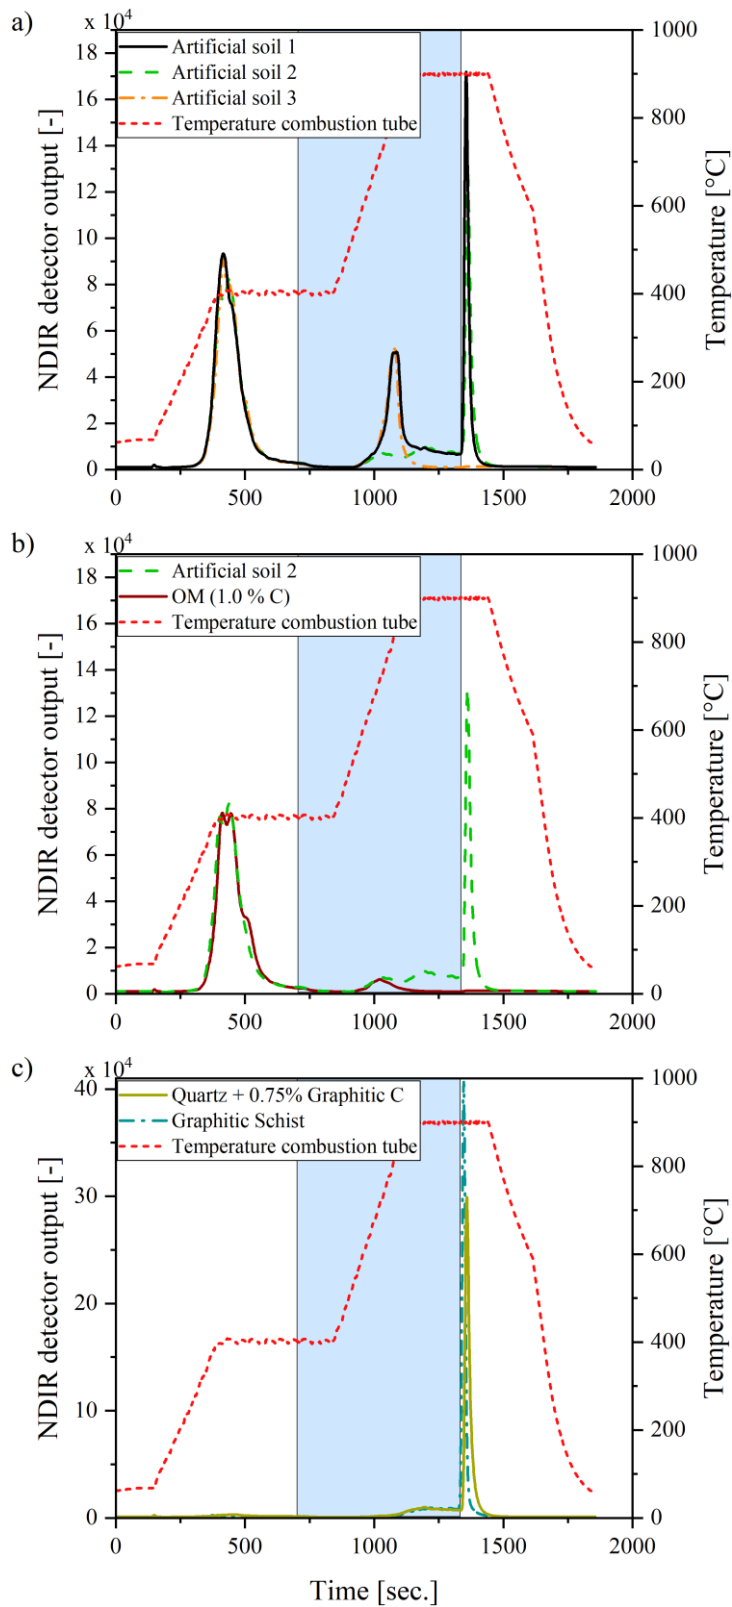 a)
x 10⁴
Artificial soil 1
Artificial soil 2
Artificial soil 3
Temperature combustion tube
NDIR detector output [-]
18
16
14
12
10
8
6
4
2
0
Temperature [°C]
1000
800
600
400
200
0
0 500 1000 1500 2000
b)
x 10⁴
Artificial soil 2
OM (1.0 % C)
Temperature combustion tube
NDIR detector output [-]
18
16
14
12
10
8
6
4
2
0
Temperature [°C]
1000
800
600
400
200
0
0 500 1000 1500 2000
c)
x 10⁴
Quartz + 0.75% Graphitic C
Graphitic Schist
Temperature combustion tube
NDIR detector output [-]
40
30
20
10
0
Temperature [°C]
1000
800
600
400
200
0
0 500 1000 1500 2000
Time [sec.]